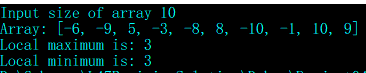 Input size of array 10
Array: [-6, -9, 5, -3, -8, 8, -10, -1, 10, 9]
Local maximum is: 3
Local minimum is: 3